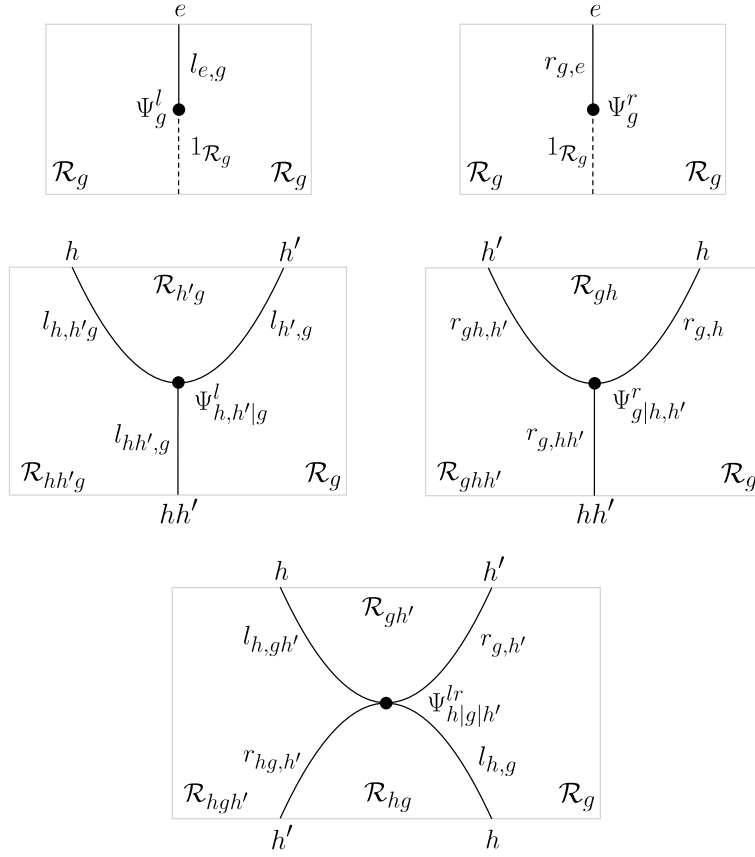 e e
l_{e,g} r_{g,e}
Ψ^l_g Ψ^r_g
1_{ℛ_g} 1_{ℛ_g}
ℛ_g ℛ_g ℛ_g ℛ_g
h h′ h′ h
ℛ_{h′g} ℛ_{gh}
l_{h,h′g} l_{h′,g} r_{gh,h′} r_{g,h}
Ψ^l_{h,h′|g} Ψ^r_{g|h,h′}
l_{hh′,g} r_{g,hh′}
ℛ_{hh′g} ℛ_g ℛ_{ghh′} ℛ_g
hh′ hh′
h h′
ℛ_{gh′}
l_{h,gh′} r_{g,h′}
Ψ^{lr}_{h|g|h′}
r_{hg,h′} l_{h,g}
ℛ_{hgh′} ℛ_{hg} ℛ_g
h′ h